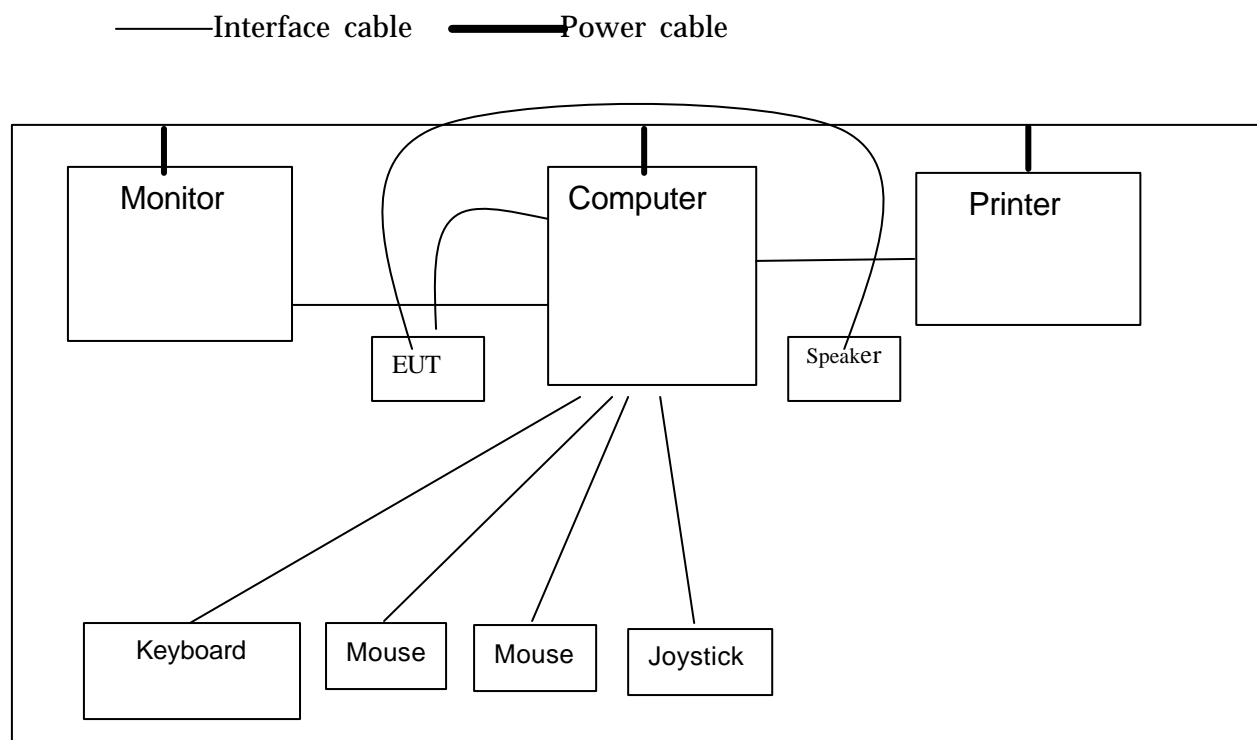 Interface cable Power cable
Monitor
Computer
Printer
EUT
Speaker
Keyboard
Mouse
Mouse
Joystick